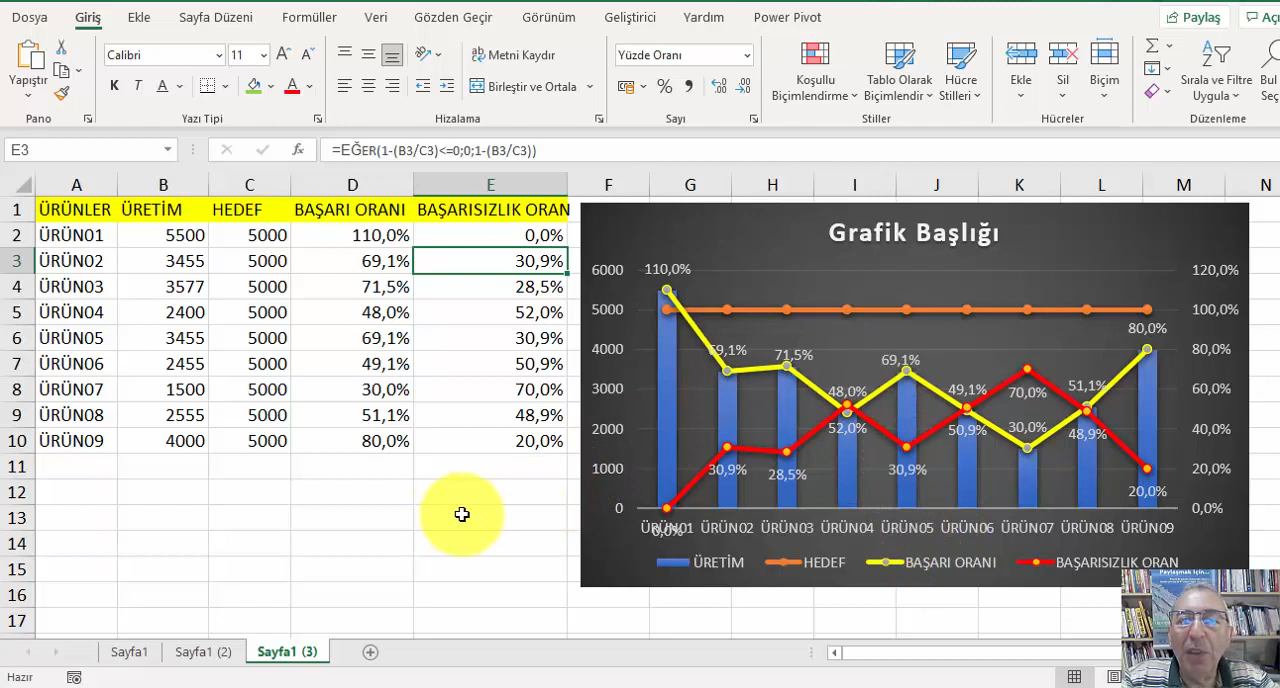 Dosya Giriş Ekle Sayfa Düzeni Formüller Veri Gözden Geçir Görünüm Geliştirici Yardım Power Pivot Paylaş
Yapıştır
Calibri 11 Metni Kaydır Yüzde Oranı
K T A Birleştir ve Ortala
Koşullu Biçimlendirme
Tablo Olarak Biçimlendir
Hücre Stilleri
Ekle Sil Biçim
Sırala ve Filtre Uygula
Bul
Pano Yazı Tipi Hizalama Sayı Stiller Hücreler Düzenleme
E3 fx =EĞER(1-(B3/C3)<=0;0;1-(B3/C3))
A B C D E F G H I J K L M N
1 ÜRÜNLER ÜRETİM HEDEF BAŞARI ORANI BAŞARISIZLIK ORAN
2 ÜRÜN01 5500 5000 110,0% 0,0%
3 ÜRÜN02 3455 5000 69,1% 30,9%
4 ÜRÜN03 3577 5000 71,5% 28,5%
5 ÜRÜN04 2400 5000 48,0% 52,0%
6 ÜRÜN05 3455 5000 69,1% 30,9%
7 ÜRÜN06 2455 5000 49,1% 50,9%
8 ÜRÜN07 1500 5000 30,0% 70,0%
9 ÜRÜN08 2555 5000 51,1% 48,9%
10 ÜRÜN09 4000 5000 80,0% 20,0%
11
12
13
14
15
16
17
Grafik Başlığı
6000 110,0% 120,0%
5000 100,0%
80,0%
4000 69,1% 71,5% 69,1% 80,0%
3000 48,0% 49,1% 70,0% 51,1% 60,0%
2000 52,0% 50,9% 30,0% 48,9% 40,0%
1000 30,9% 28,5% 30,9% 20,0%
20,0%
0 0,0%
ÜRÜN01 ÜRÜN02 ÜRÜN03 ÜRÜN04 ÜRÜN05 ÜRÜN06 ÜRÜN07 ÜRÜN08 ÜRÜN09
0,0%
ÜRETİM HEDEF BAŞARI ORANI BAŞARISIZLIK ORAN
Paylaşmak İçin...
Sayfa1 Sayfa1 (2) Sayfa1 (3)
Hazır